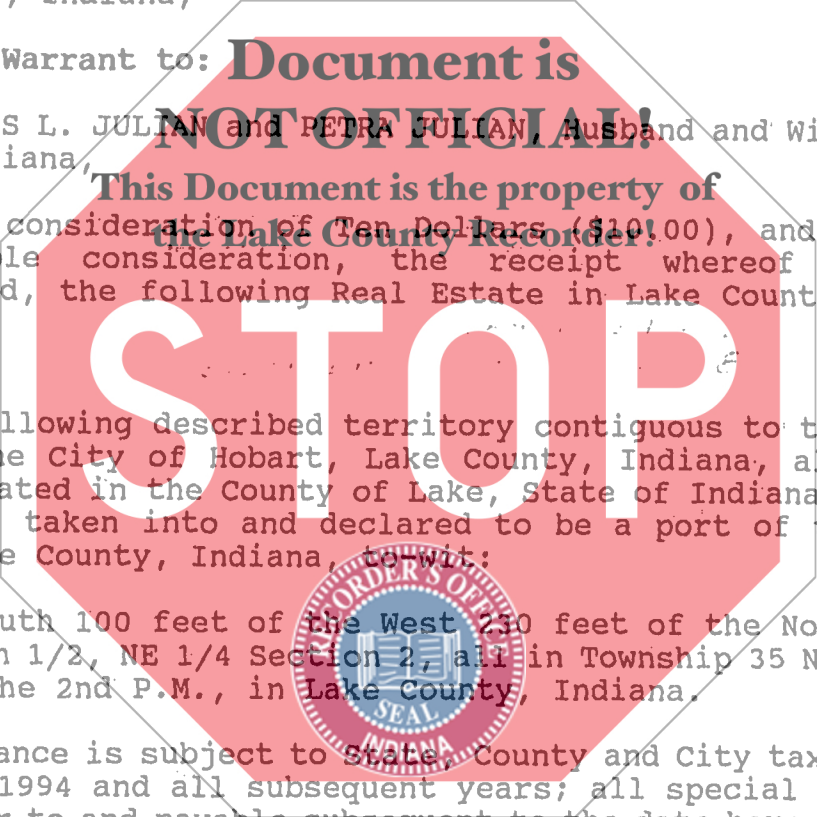 , Indiana,
Warrant to:
Document is
NOT OFFICIAL!
S L. JULIAN and PETRA JULIAN, Husband and Wi
iana,
This Document is the property of
the Lake County Recorder!
consideration of Ten Dollars ($10.00), and
le consideration, the receipt whereof
d, the following Real Estate in Lake Count
STOP
llowing described territory contiguous to t
e City of Hobart, Lake County, Indiana, a
ated in the County of Lake, State of Indiana
taken into and declared to be a port of
e County, Indiana, to-wit:
uth 100 feet of the West 230 feet of the No
1/2, NE 1/4 Section 2, all in Township 35 N
he 2nd P.M., in Lake County, Indiana.
RECORDER'S OFFICE
SEAL
INDIANA
ance is subject to State, County and City tax
1994 and all subsequent years; all special